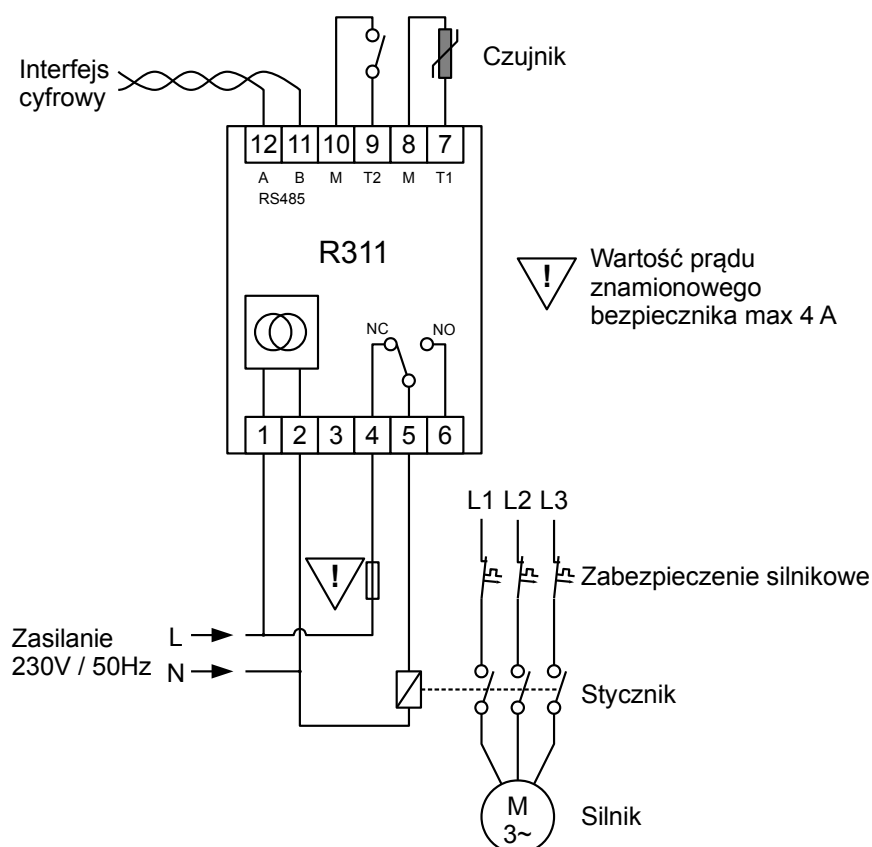 Interfejs
cyfrowy
Czujnik
12 11 10 9 8 7
A B M T2 M T1
RS485
R311
!
Wartość prądu
znamionowego
bezpiecznika max 4 A
NC NO
1 2 3 4 5 6
L1 L2 L3
!
Zabezpieczenie silnikowe
Zasilanie
230V / 50Hz
L
N
Stycznik
M
3~
Silnik